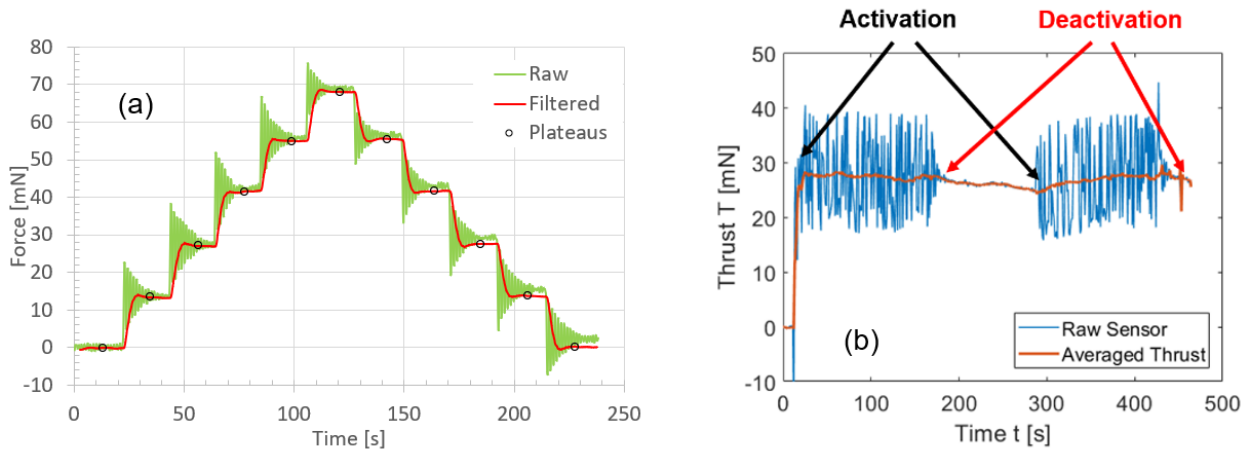 (a)
Raw
Filtered
Plateaus
Force [mN]
80
70
60
50
40
30
20
10
0
-10
0
50
100
150
200
250
Time [s]
Activation
Deactivation
Thrust T [mN]
50
40
30
20
10
0
-10
(b)
Raw Sensor
Averaged Thrust
0
100
200
300
400
500
Time t [s]